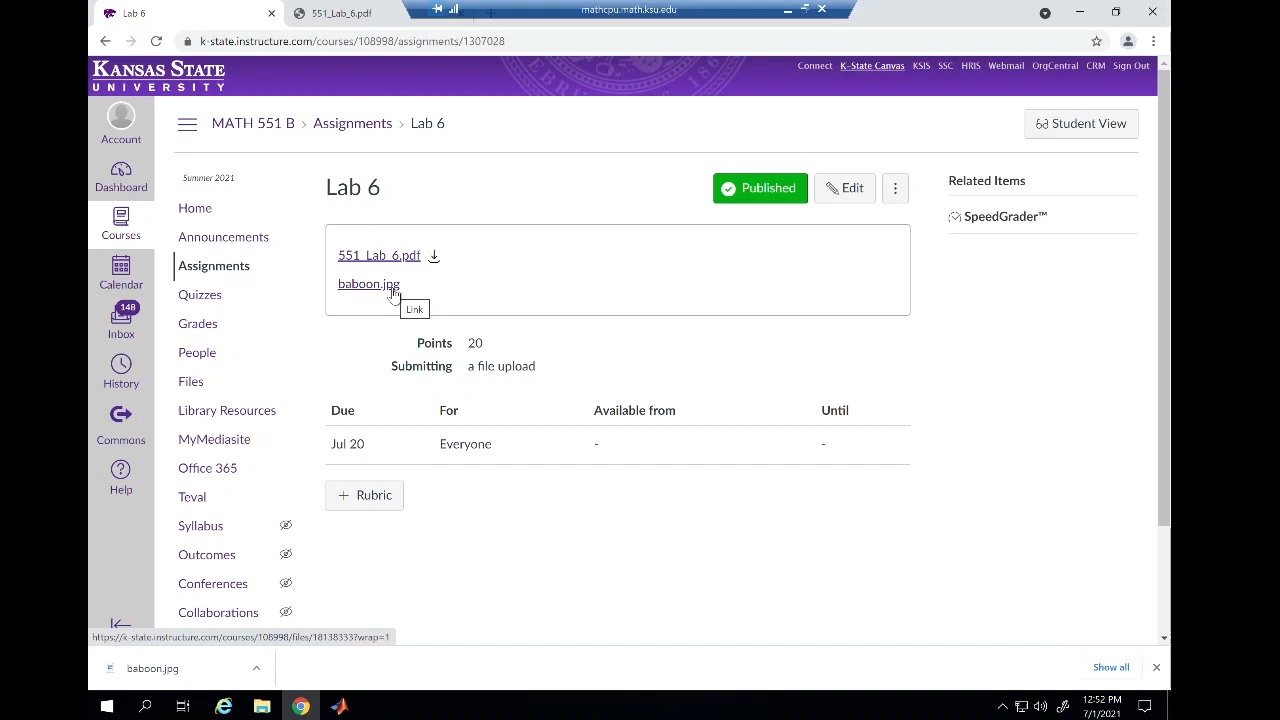 Lab 6
551_Lab_6.pdf
mathcpu.math.ksu.edu
k-state.instructure.com/courses/108998/assignments/1307028
KANSAS STATE
UNIVERSITY
Connect K-State Canvas KSIS SSC HRIS Webmail OrgCentral CRM Sign Out
Account
Dashboard
Courses
Calendar
148
Inbox
History
Commons
Help
MATH 551 B › Assignments › Lab 6
Student View
Summer 2021
Home
Announcements
Assignments
Quizzes
Grades
People
Files
Library Resources
MyMediasite
Office 365
Teval
Syllabus
Outcomes
Conferences
Collaborations
Lab 6
Published
Edit
551_Lab_6.pdf
baboon.jpg
Link
Points 20
Submitting a file upload
Due For Available from Until
Jul 20 Everyone - -
+ Rubric
Related Items
SpeedGrader™
https://k-state.instructure.com/courses/108998/files/18138333?wrap=1
baboon.jpg
Show all
12:52 PM
7/1/2021